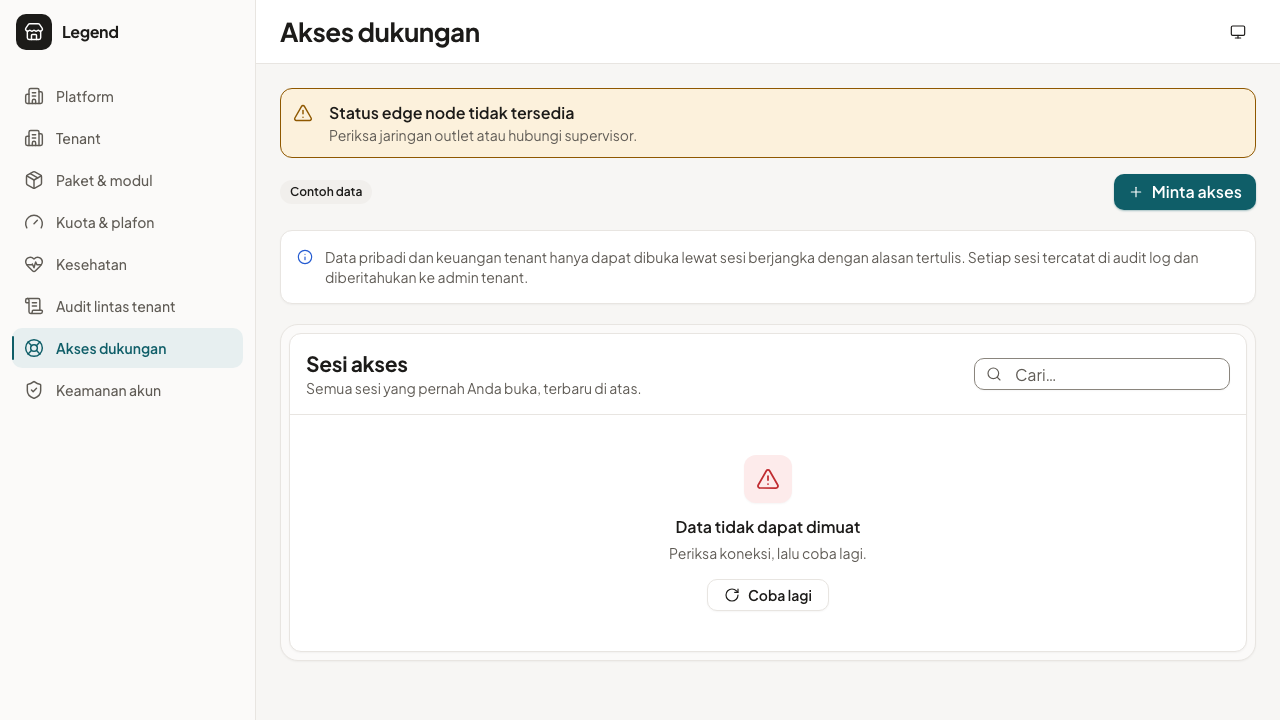 Legend
Platform
Tenant
Paket & modul
Kuota & plafon
Kesehatan
Audit lintas tenant
Akses dukungan
Keamanan akun
Akses dukungan
Status edge node tidak tersedia
Periksa jaringan outlet atau hubungi supervisor.
Contoh data
Minta akses
Data pribadi dan keuangan tenant hanya dapat dibuka lewat sesi berjangka dengan alasan tertulis. Setiap sesi tercatat di audit log dan
diberitahukan ke admin tenant.
Sesi akses
Semua sesi yang pernah Anda buka, terbaru di atas.
Cari…
Data tidak dapat dimuat
Periksa koneksi, lalu coba lagi.
Coba lagi